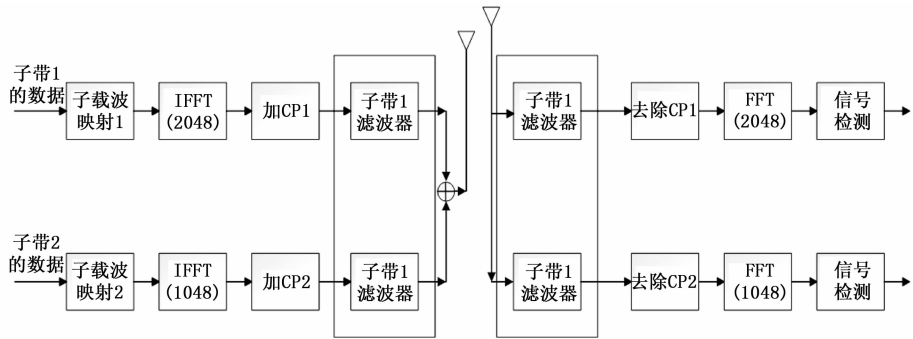 子带1
的数据
子载波
映射1
IFFT
(2048)
加CP1
子带1
滤波器
子带1
滤波器
去除CP1
FFT
(2048)
信号
检测
子带2
的数据
子载波
映射2
IFFT
(1048)
加CP2
子带1
滤波器
子带1
滤波器
去除CP2
FFT
(1048)
信号
检测